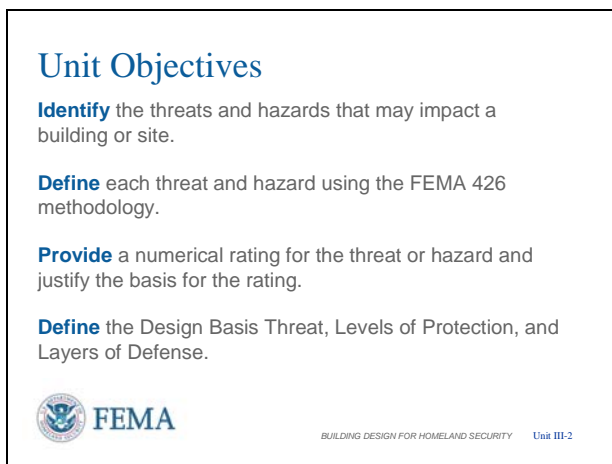 Unit Objectives
Identify the threats and hazards that may impact a
building or site.
Define each threat and hazard using the FEMA 426
methodology.
Provide a numerical rating for the threat or hazard and
justify the basis for the rating.
Define the Design Basis Threat, Levels of Protection, and
Layers of Defense.
FEMA
BUILDING DESIGN FOR HOMELAND SECURITY Unit III-2